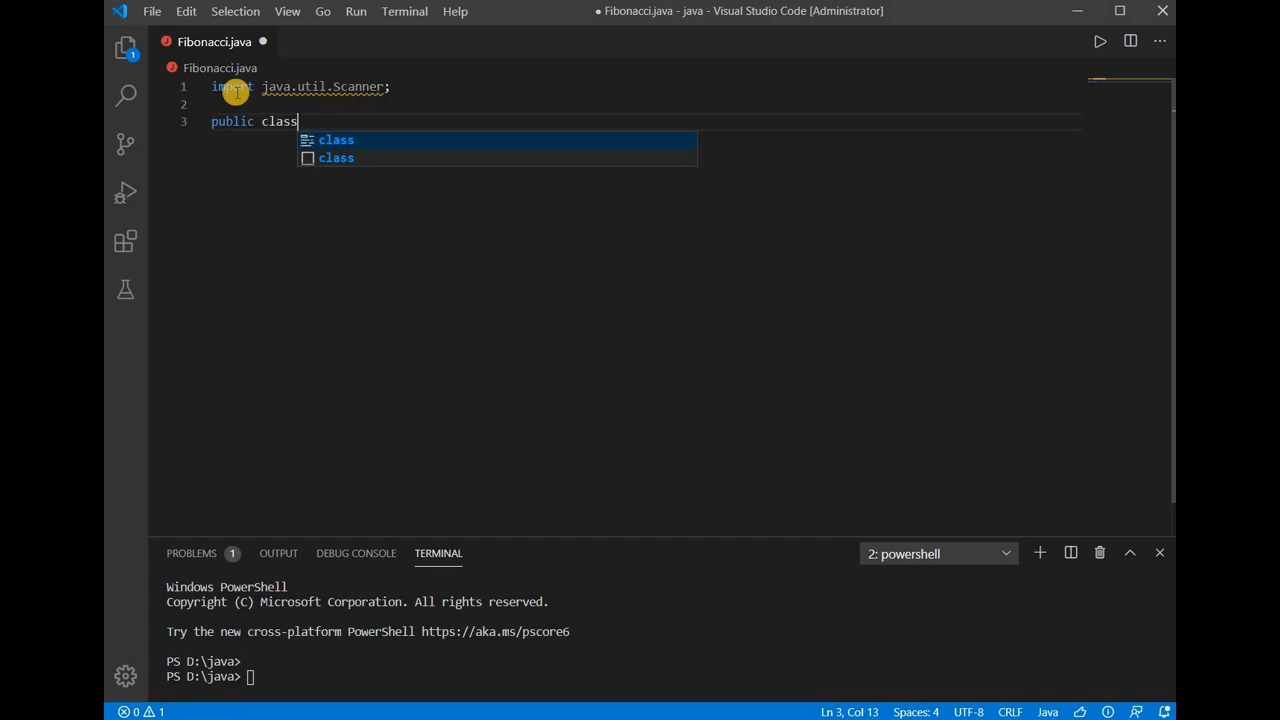 File Edit Selection View Go Run Terminal Help ● Fibonacci.java - java - Visual Studio Code [Administrator]
Fibonacci.java
Fibonacci.java
1 import java.util.Scanner;
2
3 public class
class
class
PROBLEMS 1 OUTPUT DEBUG CONSOLE TERMINAL 2: powershell
Windows PowerShell
Copyright (C) Microsoft Corporation. All rights reserved.
Try the new cross-platform PowerShell https://aka.ms/pscore6
PS D:\java>
PS D:\java>
0 1 Ln 3, Col 13 Spaces: 4 UTF-8 CRLF Java